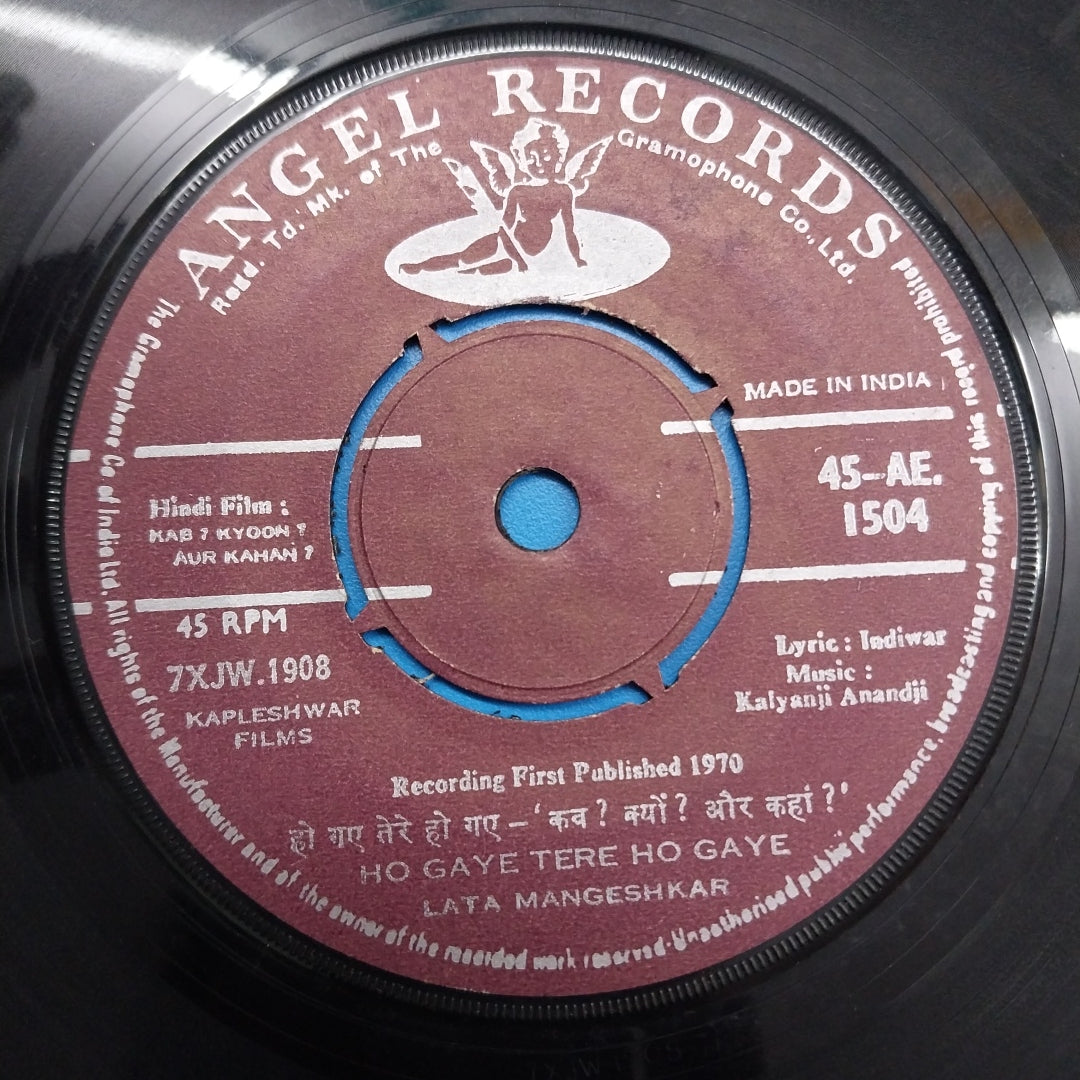 ANGEL RECORDS
Regd. Td. Mk. of The Gramophone Co., Ltd.
MADE IN INDIA
45-AE.
1504
Hindi Film :
KAB ? KYOON ?
AUR KAHAN ?
45 RPM
7XJW.1908
KAPLESHWAR
FILMS
Lyric : Indiwar
Music :
Kalyanji Anandji
Recording First Published 1970
हो गए तेरे हो गए – 'कब ? क्यों ? और कहां ?'
HO GAYE TERE HO GAYE
LATA MANGESHKAR
The Gramophone Co. of India Ltd. All rights of the Manufacturer and of the owner of the recorded work reserved·Unauthorised public performance, broadcasting and copying of this record prohibited